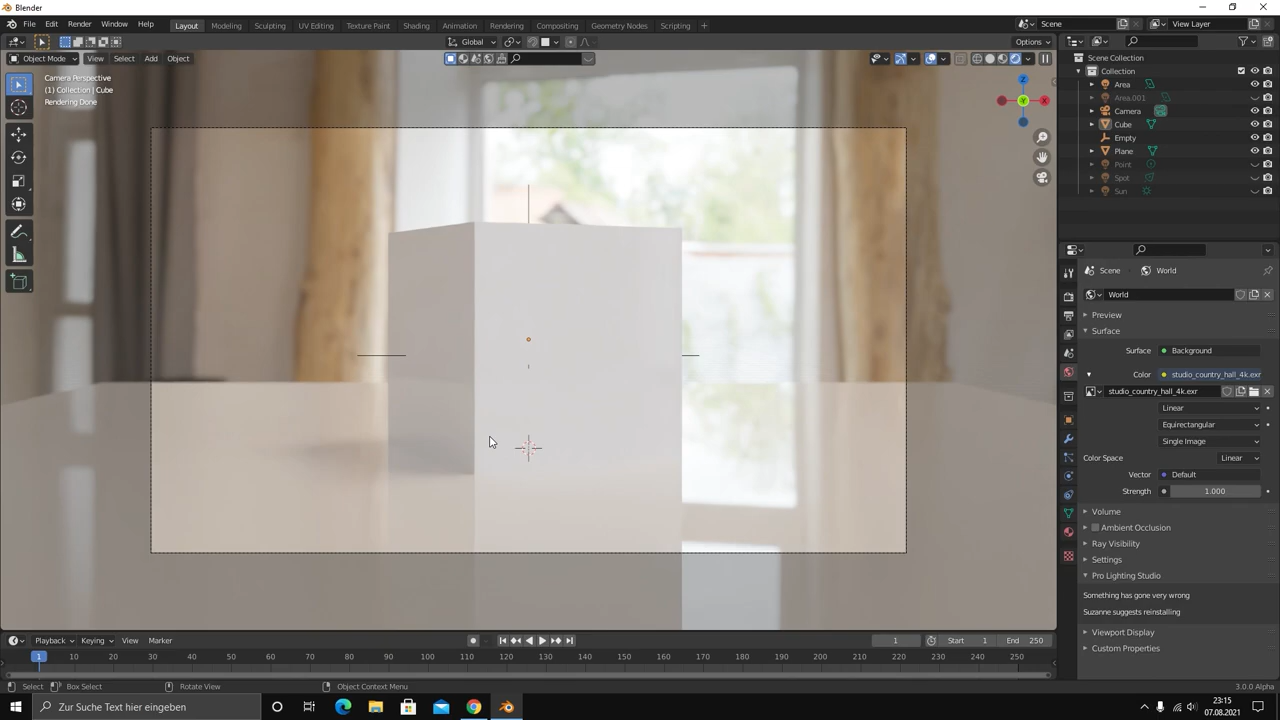 Blender
File Edit Render Window Help Layout Modeling Sculpting UV Editing Texture Paint Shading Animation Rendering Compositing Geometry Nodes Scripting + Scene View Layer
Global Options
Object Mode View Select Add Object
Camera Perspective
(1) Collection | Cube
Rendering Done
Z
Y
X
Scene Collection
Collection
Area
Area.001
Camera
Cube
Empty
Plane
Point
Spot
Sun
Scene World
World
Preview
Surface
Surface Background
Color studio_country_hall_4k.exr
studio_country_hall_4k.exr
Linear
Equirectangular
Single Image
Color Space Linear
Vector Default
Strength 1.000
Volume
Ambient Occlusion
Ray Visibility
Settings
Pro Lighting Studio
Something has gone very wrong
Suzanne suggests reinstalling
Viewport Display
Custom Properties
Playback Keying View Marker 1 Start 1 End 250
1 10 20 30 40 50 60 70 80 90 100 110 120 130 140 150 160 170 180 190 200 210 220 230 240 250
Select Box Select Rotate View Object Context Menu 3.0.0 Alpha
Zur Suche Text hier eingeben
23:15
07.08.2021